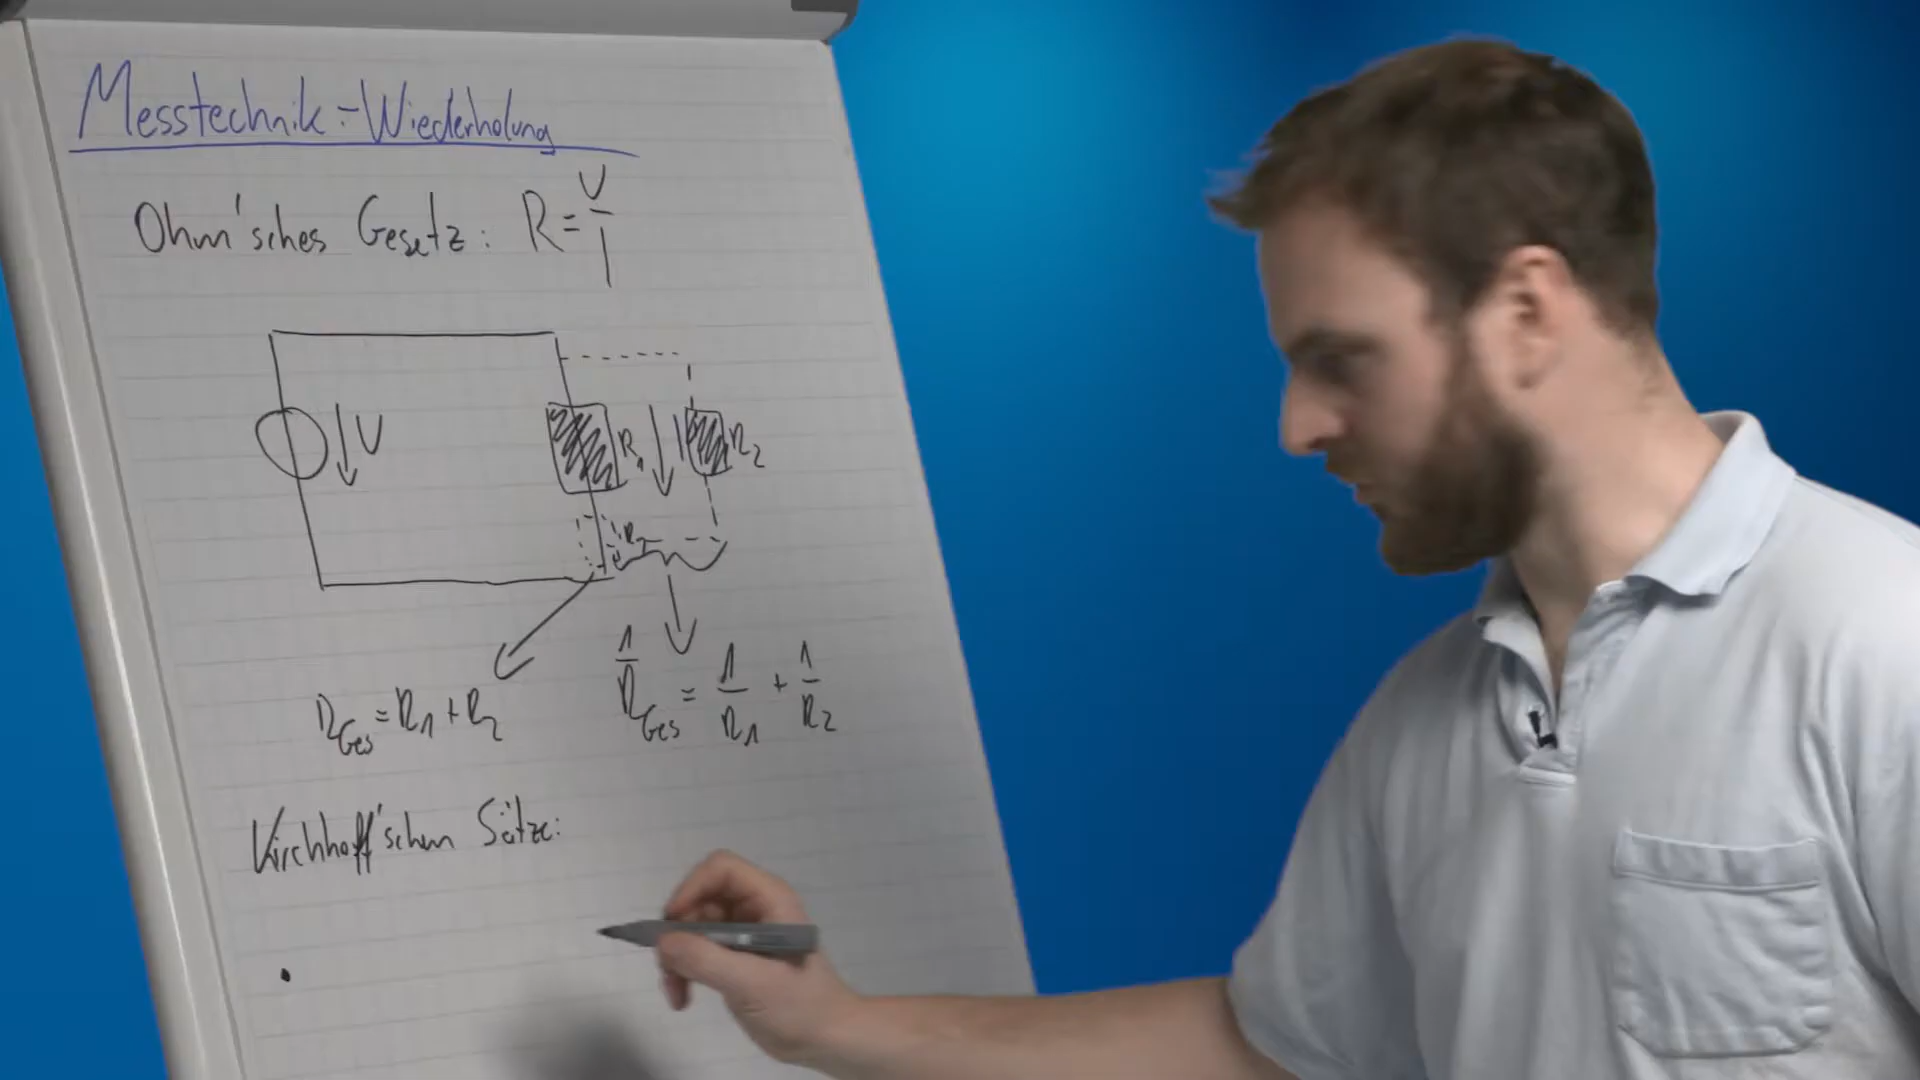 Messtechnik:-Wiederholung
Ohm'sches Gesetz: R = U/I
U
R1
R2
R2
1/RGes = 1/R1 + 1/R2
RGes = R1 + R2
Kirchhoff'schen Sätze: